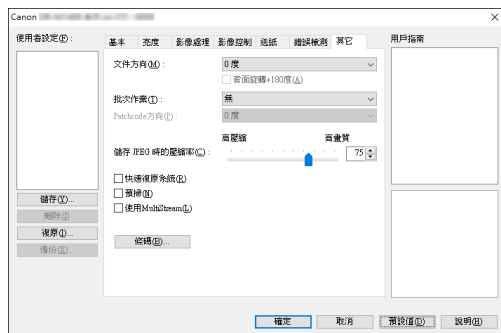 Canon
使用者設定(F):
基本 亮度 影像處理 影像控制 送紙 錯誤檢測 其它
用戶指南
文件方向(M):
0 度
背面旋轉+180度(A)
批次作業(T):
無
Patchcode方向(P):
0 度
高壓縮 高畫質
儲存 JPEG 時的壓縮率(C):
75
快速復原系統(R)
預掃(N)
使用MultiStream(L)
儲存(V)...
刪除(J)
復原(I)...
備份(K)...
條碼(B)...
確定 取消 預設值(D) 說明(H)